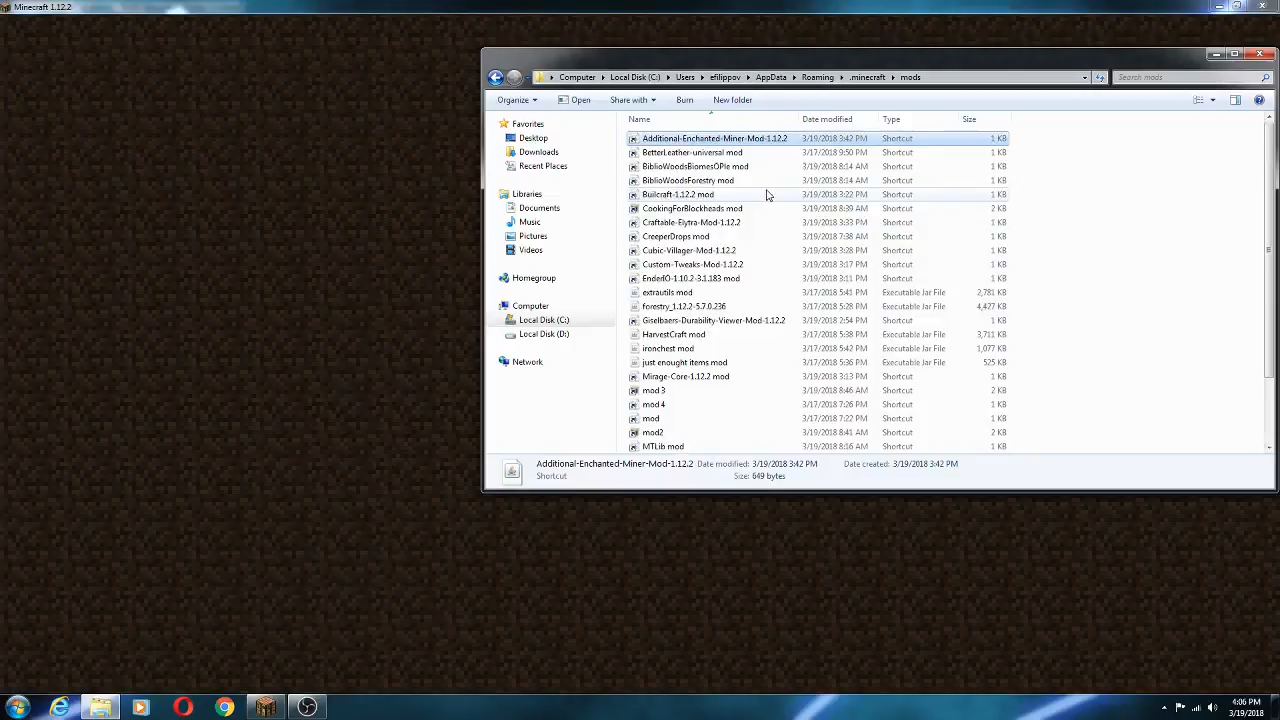 Minecraft 1.12.2
Computer Local Disk (C:) Users efilippov AppData Roaming .minecraft mods Search mods
Organize Open Share with Burn New folder
Name Date modified Type Size
Favorites
Desktop
Downloads
Recent Places
Libraries
Documents
Music
Pictures
Videos
Homegroup
Computer
Local Disk (C:)
Local Disk (D:)
Network
Additional-Enchanted-Miner-Mod-1.12.2 3/19/2018 3:42 PM Shortcut 1 KB
BetterLeather-universal mod 3/17/2018 9:50 PM Shortcut 1 KB
BiblioWoodsBiomesOPle mod 3/19/2018 8:14 AM Shortcut 1 KB
BiblioWoodsForestry mod 3/19/2018 8:14 AM Shortcut 1 KB
Builcraft-1.12.2 mod 3/19/2018 3:22 PM Shortcut 1 KB
CookingForBlockheads mod 3/19/2018 8:39 AM Shortcut 2 KB
Craftable-Elytra-Mod-1.12.2 3/19/2018 3:33 PM Shortcut 1 KB
CreeperDrops mod 3/19/2018 7:38 AM Shortcut 1 KB
Cubic-Villager-Mod-1.12.2 3/19/2018 3:28 PM Shortcut 1 KB
Custom-Tweaks-Mod-1.12.2 3/19/2018 3:17 PM Shortcut 1 KB
EnderIO-1.10.2-3.1.183 mod 3/19/2018 3:11 PM Shortcut 1 KB
extrautils mod 3/17/2018 5:41 PM Executable Jar File 2,781 KB
forestry_1.12.2-5.7.0.236 3/17/2018 5:28 PM Executable Jar File 4,427 KB
Giselbaers-Durability-Viewer-Mod-1.12.2 3/19/2018 2:54 PM Shortcut 1 KB
HarvestCraft mod 3/17/2018 5:38 PM Executable Jar File 3,711 KB
ironchest mod 3/17/2018 5:42 PM Executable Jar File 1,077 KB
just enought items mod 3/17/2018 5:36 PM Executable Jar File 525 KB
Mirage-Core-1.12.2 mod 3/19/2018 3:13 PM Shortcut 1 KB
mod 3 3/19/2018 8:46 AM Shortcut 2 KB
mod 4 3/17/2018 7:26 PM Shortcut 1 KB
mod 3/17/2018 7:22 PM Shortcut 1 KB
mod2 3/19/2018 8:41 AM Shortcut 2 KB
MTLib mod 3/19/2018 8:16 AM Shortcut 1 KB
Additional-Enchanted-Miner-Mod-1.12.2 Date modified: 3/19/2018 3:42 PM Date created: 3/19/2018 3:42 PM
Shortcut Size: 649 bytes
4:06 PM
3/19/2018